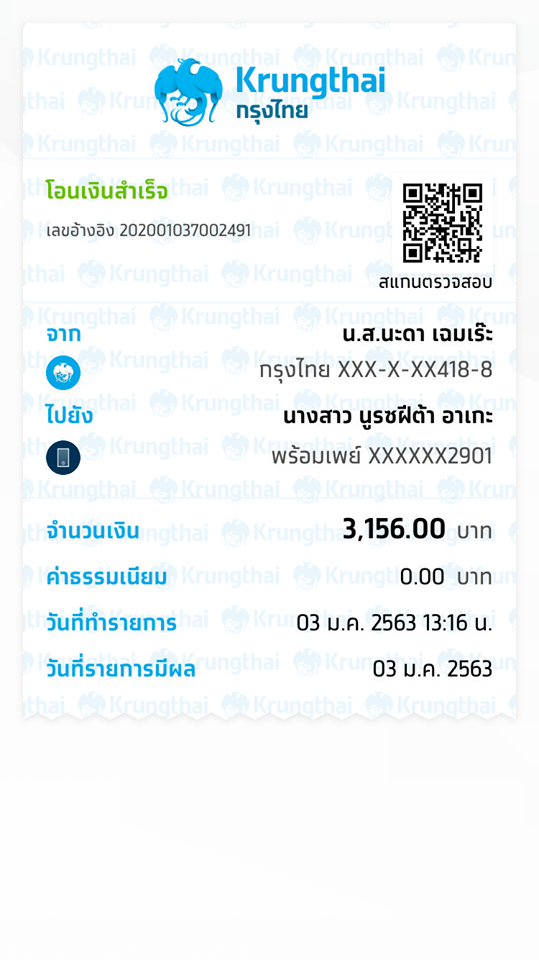 Krungthai
กรุงไทย
โอนเงินสำเร็จ
เลขอ้างอิง 202001037002491
สแกนตรวจสอบ
จาก น.ส.นะดา เฉมเร๊ะ
กรุงไทย XXX-X-XX418-8
ไปยัง นางสาว นูรซฝีต้า อาเกะ
พร้อมเพย์ XXXXXX2901
จำนวนเงิน 3,156.00 บาท
ค่าธรรมเนียม 0.00 บาท
วันที่ทำรายการ 03 ม.ค. 2563 13:16 น.
วันที่รายการมีผล 03 ม.ค. 2563